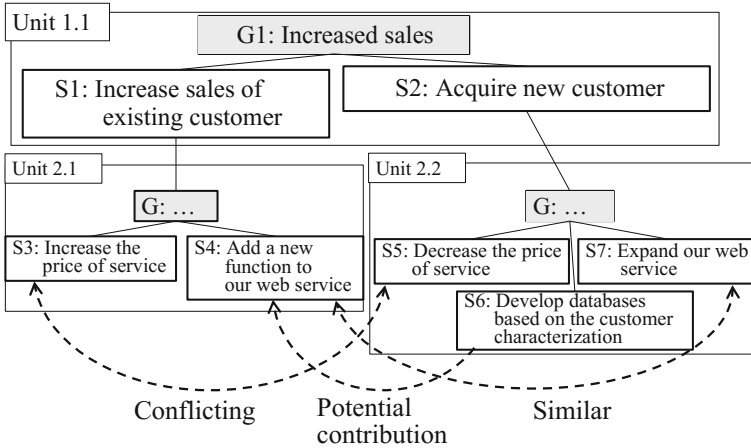 Unit 1.1
G1: Increased sales
S1: Increase sales of
existing customer
S2: Acquire new customer
Unit 2.1
G: …
S3: Increase the
price of service
S4: Add a new
function to
our web service
Unit 2.2
G: …
S5: Decrease the price
of service
S7: Expand our web
service
S6: Develop databases
based on the customer
characterization
Conflicting
Potential
contribution
Similar